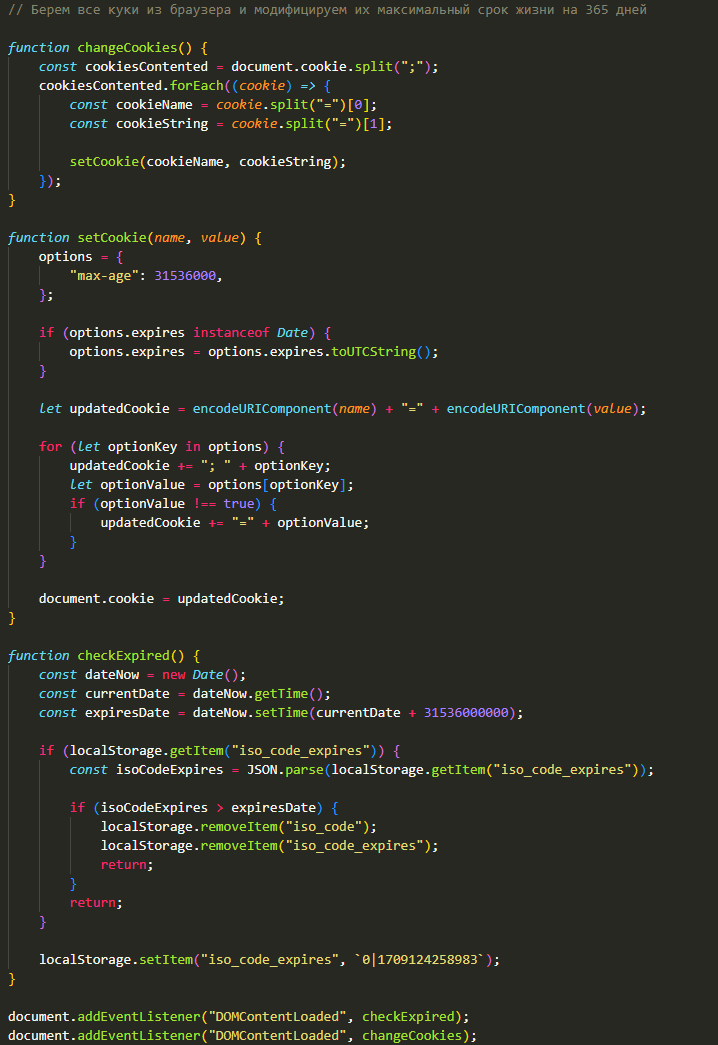 // Берем все куки из браузера и модифицируем их максимальный срок жизни на 365 дней
function changeCookies() {
const cookiesContented = document.cookie.split(";");
cookiesContented.forEach((cookie) => {
const cookieName = cookie.split("=")[0];
const cookieString = cookie.split("=")[1];
setCookie(cookieName, cookieString);
});
}
function setCookie(name, value) {
options = {
"max-age": 31536000,
};
if (options.expires instanceof Date) {
options.expires = options.expires.toUTCString();
}
let updatedCookie = encodeURIComponent(name) + "=" + encodeURIComponent(value);
for (let optionKey in options) {
updatedCookie += "; " + optionKey;
let optionValue = options[optionKey];
if (optionValue !== true) {
updatedCookie += "=" + optionValue;
}
}
document.cookie = updatedCookie;
}
function checkExpired() {
const dateNow = new Date();
const currentDate = dateNow.getTime();
const expiresDate = dateNow.setTime(currentDate + 31536000000);
if (localStorage.getItem("iso_code_expires")) {
const isoCodeExpires = JSON.parse(localStorage.getItem("iso_code_expires"));
if (isoCodeExpires > expiresDate) {
localStorage.removeItem("iso_code");
localStorage.removeItem("iso_code_expires");
return;
}
return;
}
localStorage.setItem("iso_code_expires", `0|1709124258983`);
}
document.addEventListener("DOMContentLoaded", checkExpired);
document.addEventListener("DOMContentLoaded", changeCookies);